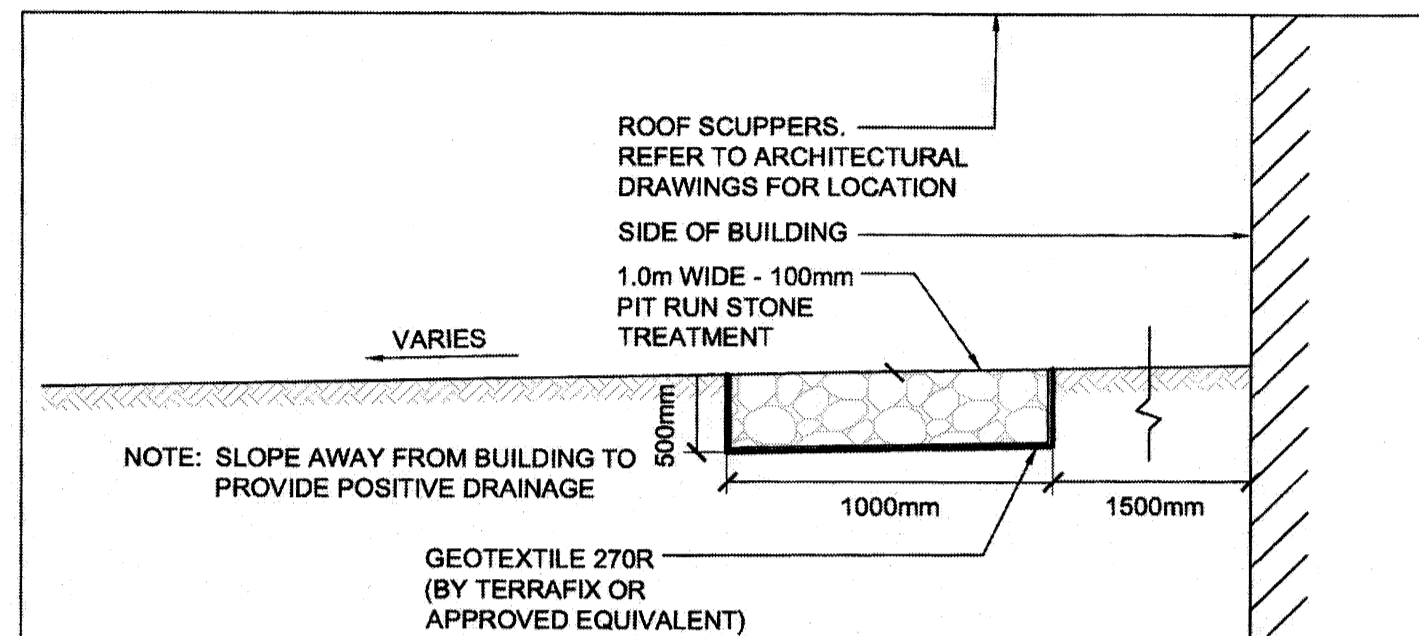 ROOF SCUPPERS.
REFER TO ARCHITECTURAL
DRAWINGS FOR LOCATION
SIDE OF BUILDING
1.0m WIDE - 100mm
PIT RUN STONE
TREATMENT
VARIES
500mm
NOTE: SLOPE AWAY FROM BUILDING TO
PROVIDE POSITIVE DRAINAGE
1000mm
1500mm
GEOTEXTILE 270R
(BY TERRAFIX OR
APPROVED EQUIVALENT)